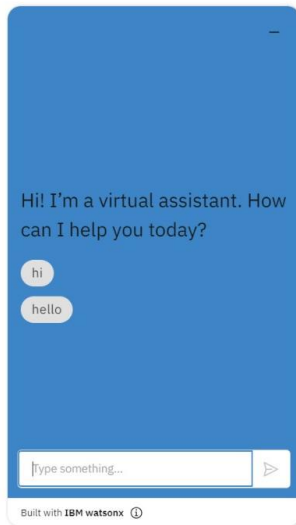 Hi! I'm a virtual assistant. How
can I help you today?
hi
hello
Type something...
Built with IBM watsonx